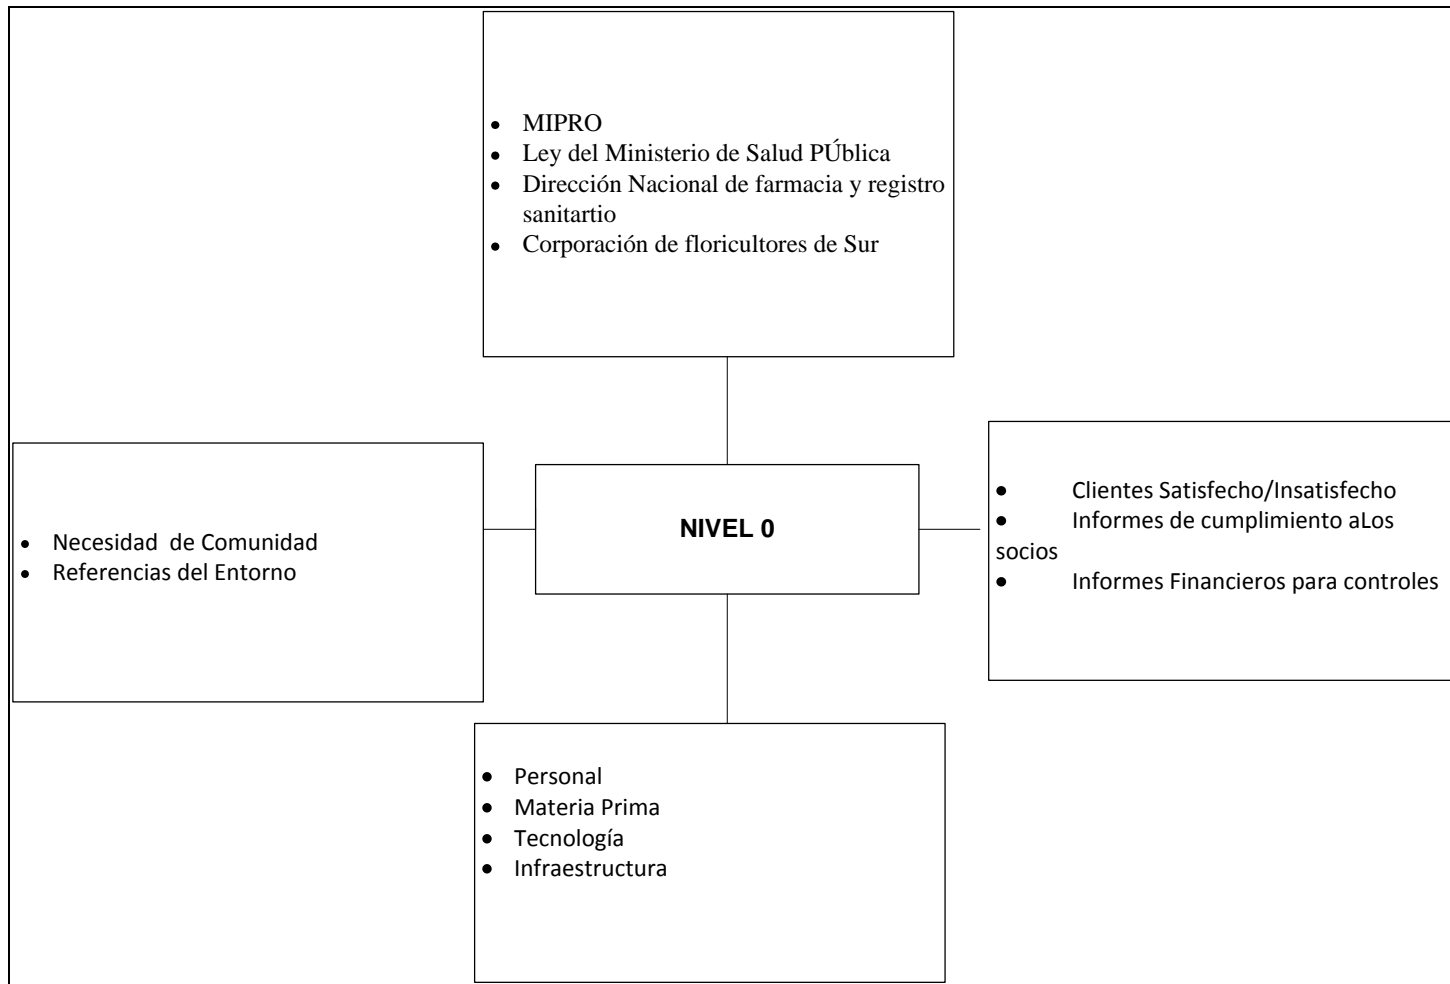 • MIPRO
• Ley del Ministerio de Salud PÚblica
• Dirección Nacional de farmacia y registro
sanitartio
• Corporación de floricultores de Sur
• Necesidad de Comunidad
• Referencias del Entorno
NIVEL 0
• Clientes Satisfecho/Insatisfecho
• Informes de cumplimiento aLos
socios
• Informes Financieros para controles
• Personal
• Materia Prima
• Tecnología
• Infraestructura